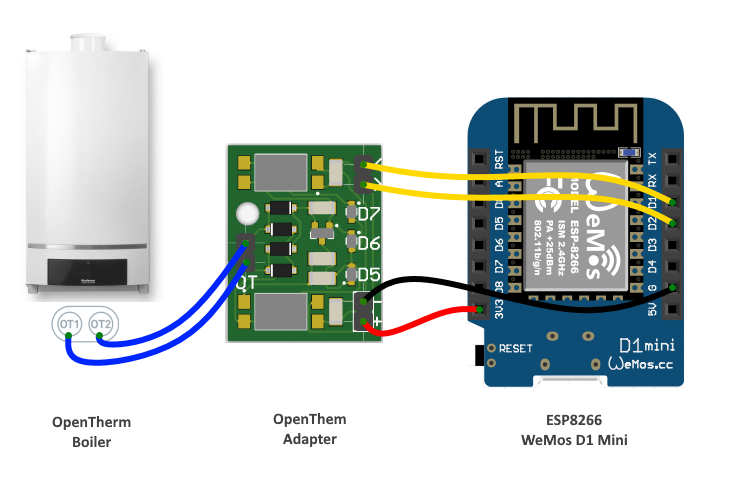 OT1
OT2
OpenTherm
Boiler
D7
D6
D5
OT
+
OpenThem
Adapter
RST
A
D0
D5
D6
D7
D8
3V3
TX
RX
D1
D2
D3
D4
G
5V
WeMos
MODEL ESP-8266
ISM 2.4GHz
PA +25dBm
802.11b/g/n
RESET
D1 mini
WeMos.cc
ESP8266
WeMos D1 Mini